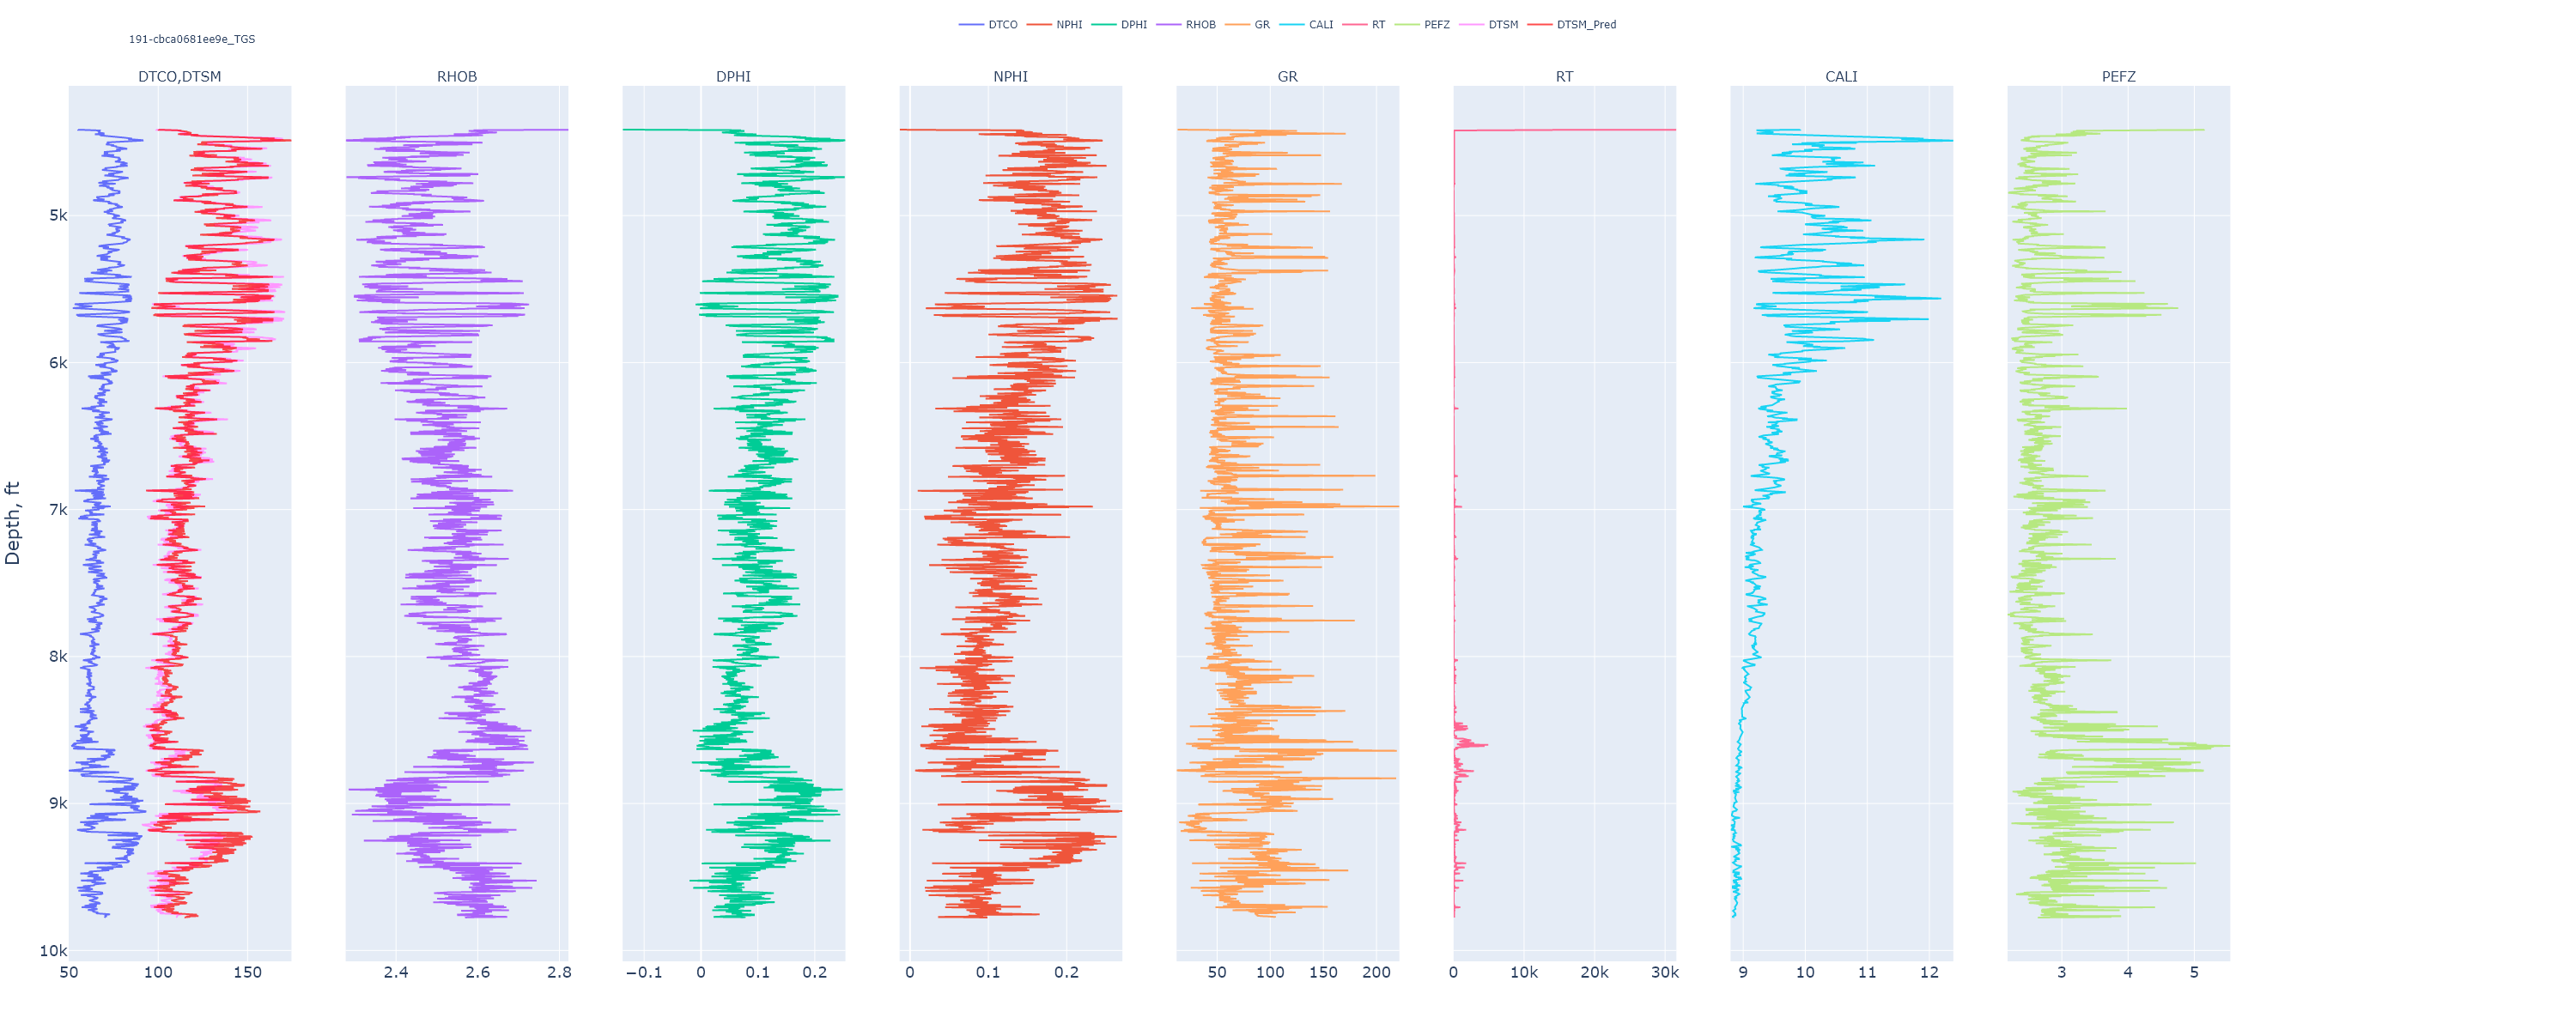 DTCO NPHI DPHI RHOB GR CALI RT PEFZ DTSM DTSM_Pred
191-cbca0681ee9e_TGS
DTCO,DTSM RHOB DPHI NPHI GR RT CALI PEFZ
Depth, ft
5k
6k
7k
8k
9k
10k
50 100 150 2.4 2.6 2.8 −0.1 0 0.1 0.2 0 0.1 0.2 50 100 150 200 0 10k 20k 30k 9 10 11 12 3 4 5